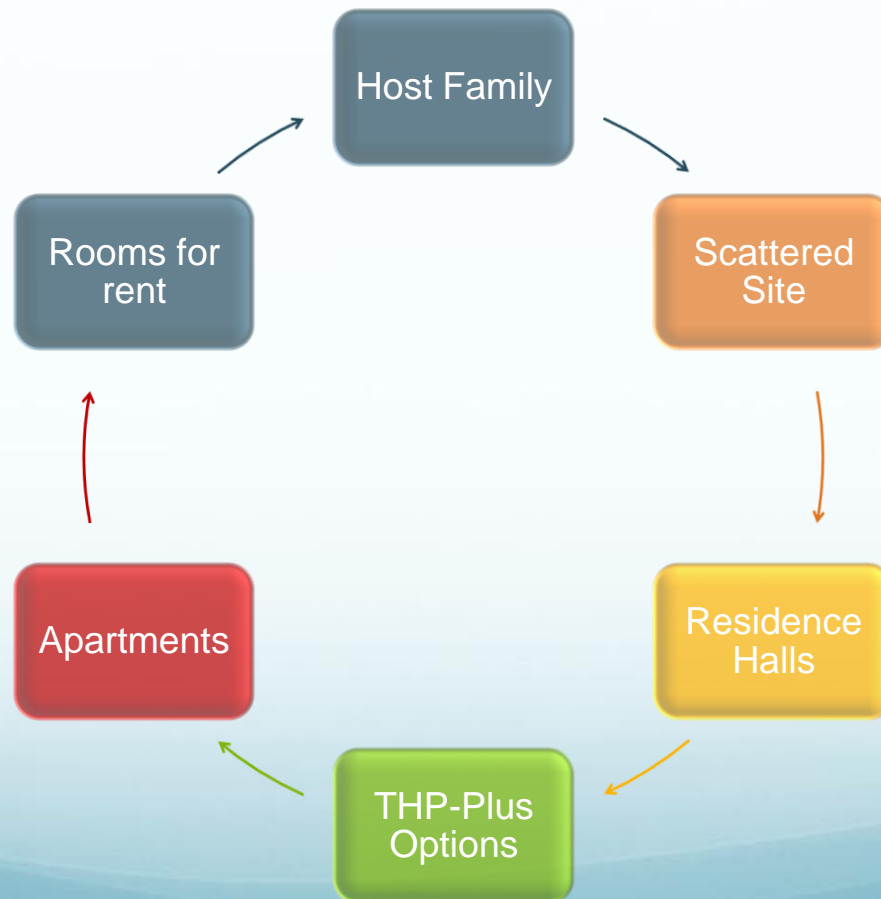 Host Family
Scattered
Site
Residence
Halls
THP-Plus
Options
Apartments
Rooms for
rent